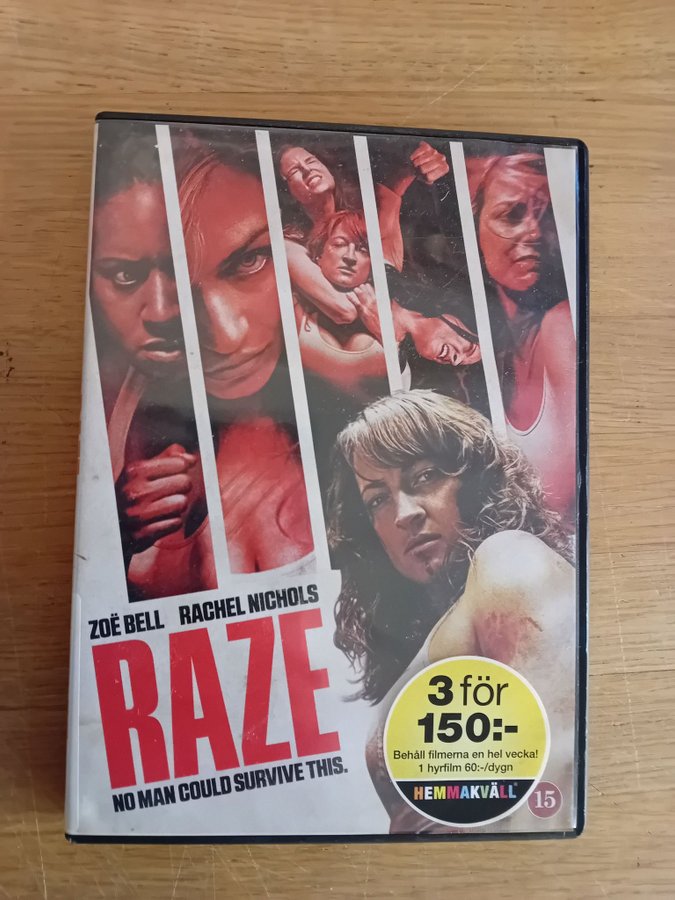 ZOË BELL RACHEL NICHOLS
RAZE
NO MAN COULD SURVIVE THIS.
3 för
150:-
Behåll filmerna en hel vecka!
1 hyrfilm 60:-/dygn
HEMMAKVÄLL
15